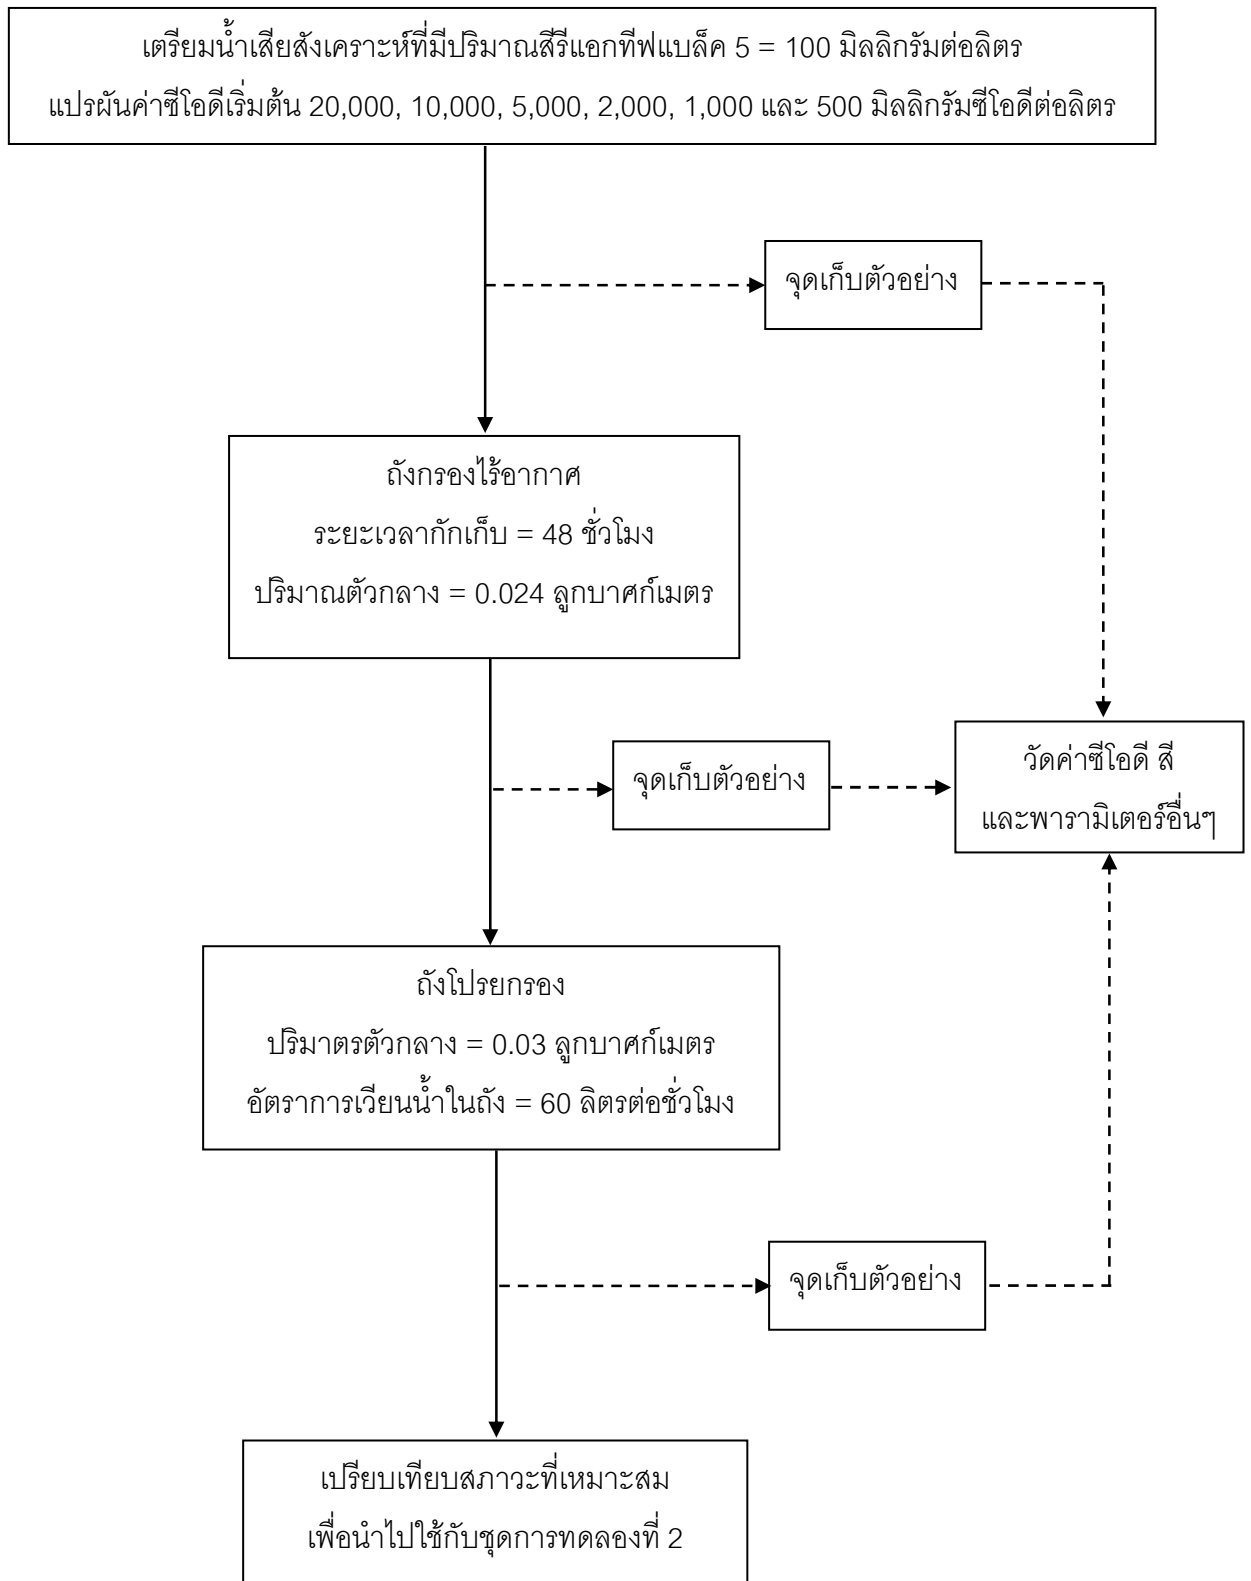 เตรียมน้ำเสียสังเคราะห์ที่มีปริมาณสีรีแอกทีฟแบล็ค 5 = 100 มิลลิกรัมต่อลิตร
แปรผันค่าซีโอดีเริ่มต้น 20,000, 10,000, 5,000, 2,000, 1,000 และ 500 มิลลิกรัมซีโอดีต่อลิตร
จุดเก็บตัวอย่าง
ถังกรองไร้อากาศ
ระยะเวลากักเก็บ = 48 ชั่วโมง
ปริมาณตัวกลาง = 0.024 ลูกบาศก์เมตร
จุดเก็บตัวอย่าง
วัดค่าซีโอดี สี
และพารามิเตอร์อื่นๆ
ถังโปรยกรอง
ปริมาตรตัวกลาง = 0.03 ลูกบาศก์เมตร
อัตราการเวียนน้ำในถัง = 60 ลิตรต่อชั่วโมง
จุดเก็บตัวอย่าง
เปรียบเทียบสภาวะที่เหมาะสม
เพื่อนำไปใช้กับชุดการทดลองที่ 2